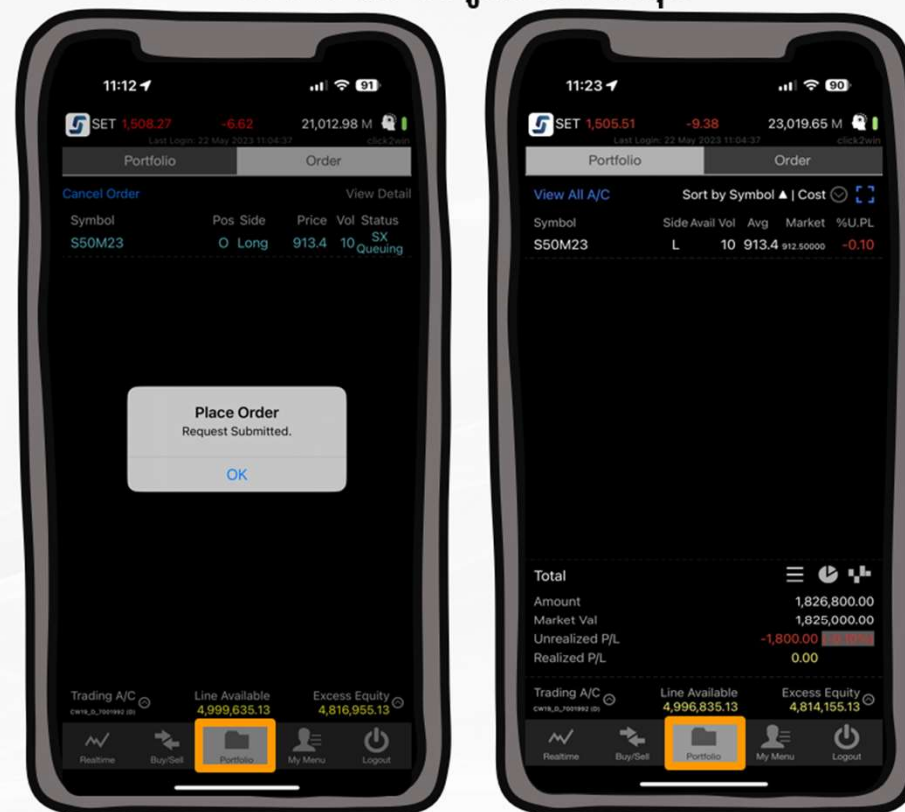 11:12
91
SET 1,508.27 -6.62 21,012.98 M
Last Login: 22 May 2023 11:04:37 click2win
Portfolio Order
Cancel Order View Detail
Symbol Pos Side Price Vol Status
S50M23 O Long 913.4 10 SX Queuing
Place Order
Request Submitted.
OK
Trading A/C Line Available Excess Equity
CW19_D_7001992 (D) 4,999,635.13 4,816,955.13
Realtime Buy/Sell Portfolio My Menu Logout
11:23
90
SET 1,505.51 -9.38 23,019.65 M
Last Login: 22 May 2023 11:04:37 click2win
Portfolio Order
View All A/C Sort by Symbol ▲ | Cost
Symbol Side Avail Vol Avg Market %U.PL
S50M23 L 10 913.4 912.50000 -0.10
Total
Amount 1,826,800.00
Market Val 1,825,000.00
Unrealized P/L -1,800.00
Realized P/L 0.00
Trading A/C Line Available Excess Equity
CW19_D_7001992 (D) 4,996,835.13 4,814,155.13
Realtime Buy/Sell Portfolio My Menu Logout